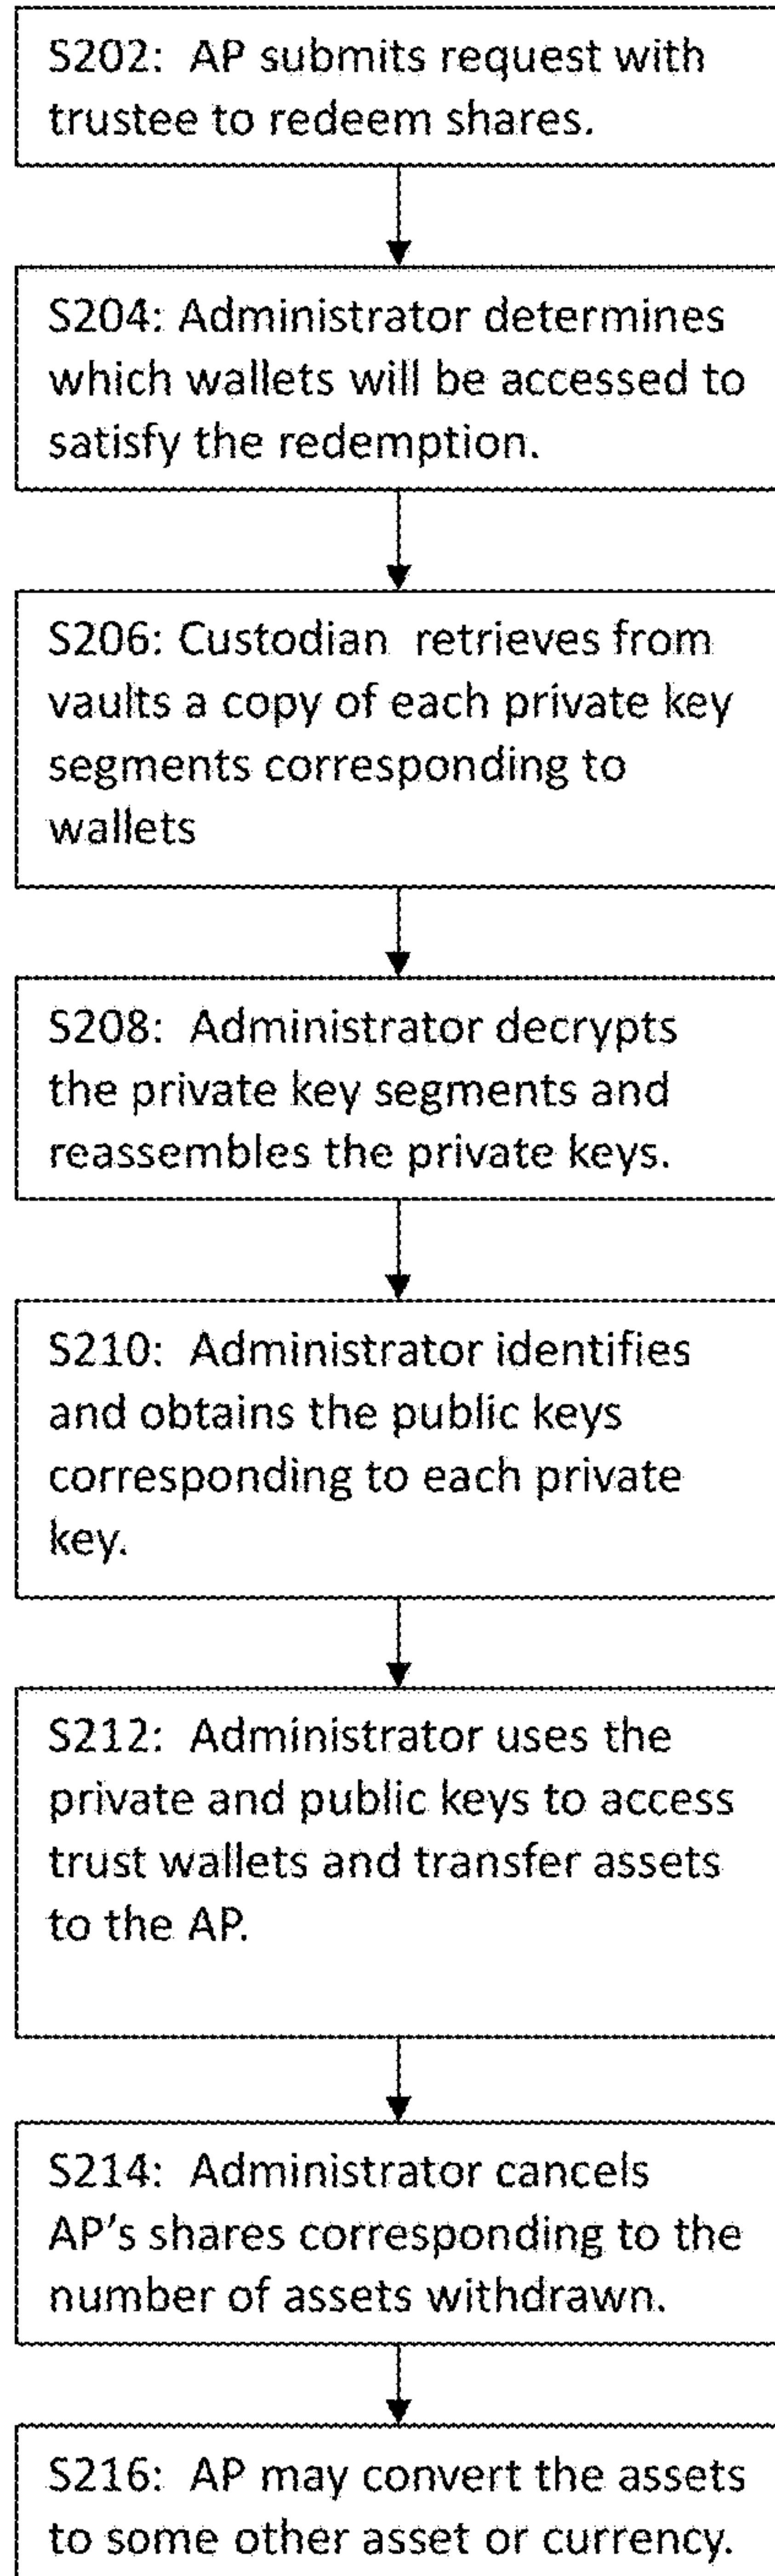 S202: AP submits request with
trustee to redeem shares.
S204: Administrator determines
which wallets will be accessed to
satisfy the redemption.
S206: Custodian retrieves from
vaults a copy of each private key
segments corresponding to
wallets
S208: Administrator decrypts
the private key segments and
reassembles the private keys.
S210: Administrator identifies
and obtains the public keys
corresponding to each private
key.
S212: Administrator uses the
private and public keys to access
trust wallets and transfer assets
to the AP.
S214: Administrator cancels
AP's shares corresponding to the
number of assets withdrawn.
S216: AP may convert the assets
to some other asset or currency.